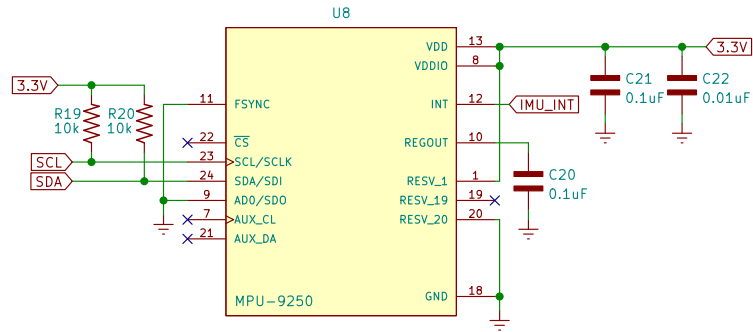 U8
3.3V
R19
10k
R20
10k
SCL
SDA
11 FSYNC
22 CS
23 SCL/SCLK
24 SDA/SDI
9 AD0/SDO
7 AUX_CL
21 AUX_DA
VDD 13
VDDIO 8
INT 12
REGOUT 10
RESV_1 1
RESV_19 19
RESV_20 20
GND 18
MPU-9250
3.3V
IMU_INT
C21
0.1uF
C22
0.01uF
C20
0.1uF